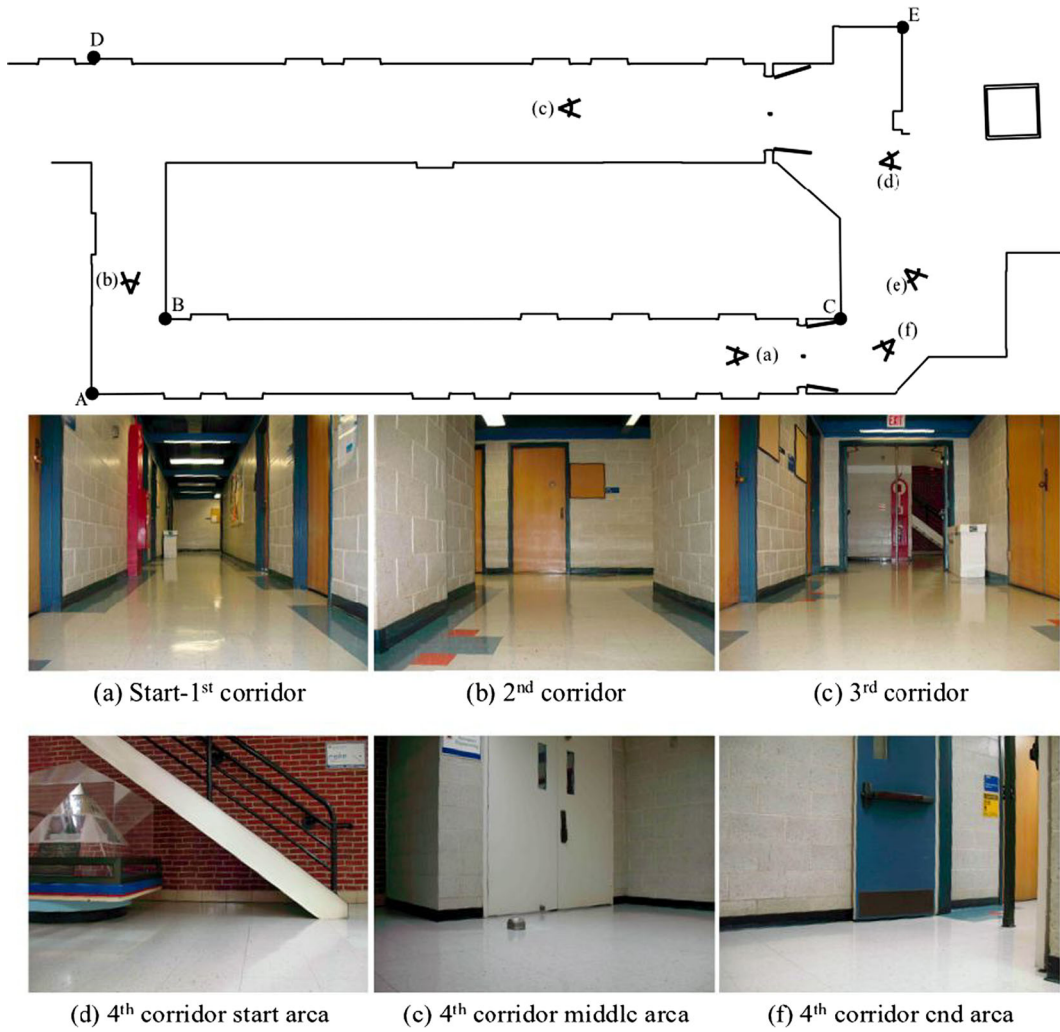 D
E
(c)
(d)
(b)
B
(e)
C
(f)
(a)
A
EXIT
(a) Start-1st corridor
(b) 2nd corridor
(c) 3rd corridor
(d) 4th corridor start area
(c) 4th corridor middle area
(f) 4th corridor end area